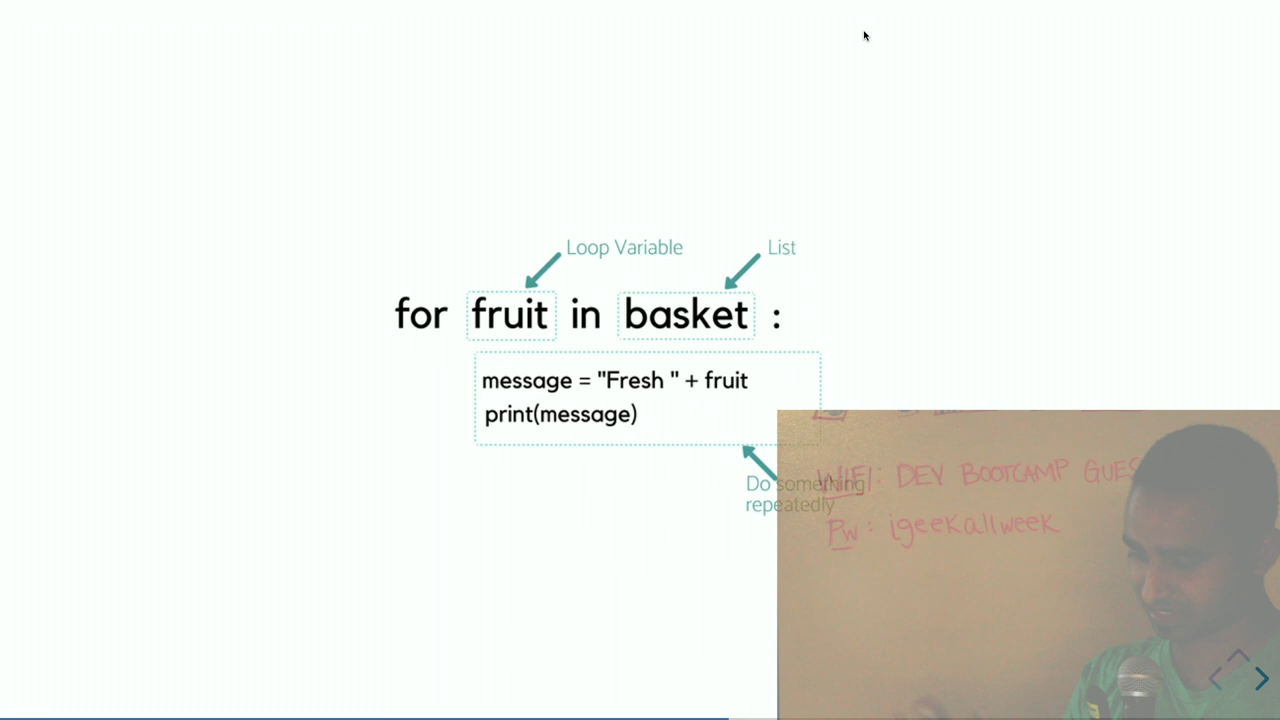 Loop Variable
List
for fruit in basket :
message = "Fresh " + fruit
print(message)
Do something
repeatedly
WIFI: DEV BOOTCAMP GUES
Pw: igeekallweek